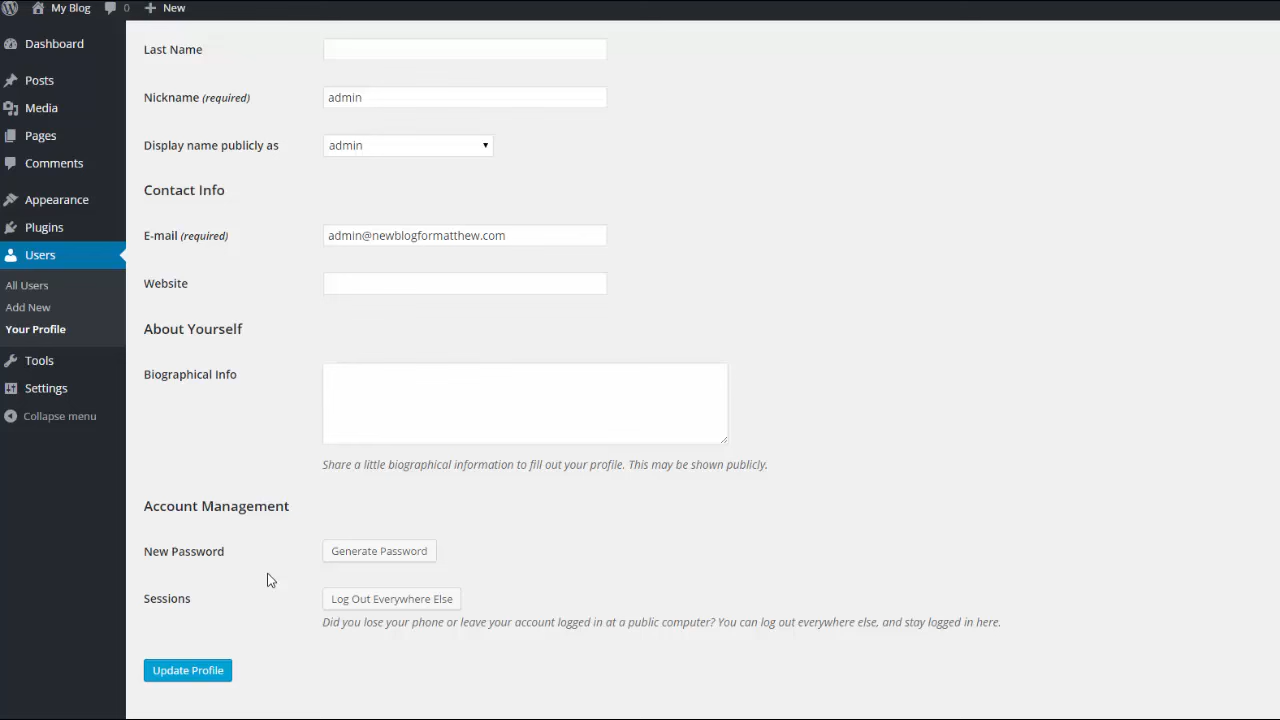 My Blog 0 New
Dashboard
Posts
Media
Pages
Comments
Appearance
Plugins
Users
All Users
Add New
Your Profile
Tools
Settings
Collapse menu
Last Name
Nickname (required) admin
Display name publicly as admin
Contact Info
E-mail (required) admin@newblogformatthew.com
Website
About Yourself
Biographical Info
Share a little biographical information to fill out your profile. This may be shown publicly.
Account Management
New Password Generate Password
Sessions Log Out Everywhere Else
Did you lose your phone or leave your account logged in at a public computer? You can log out everywhere else, and stay logged in here.
Update Profile